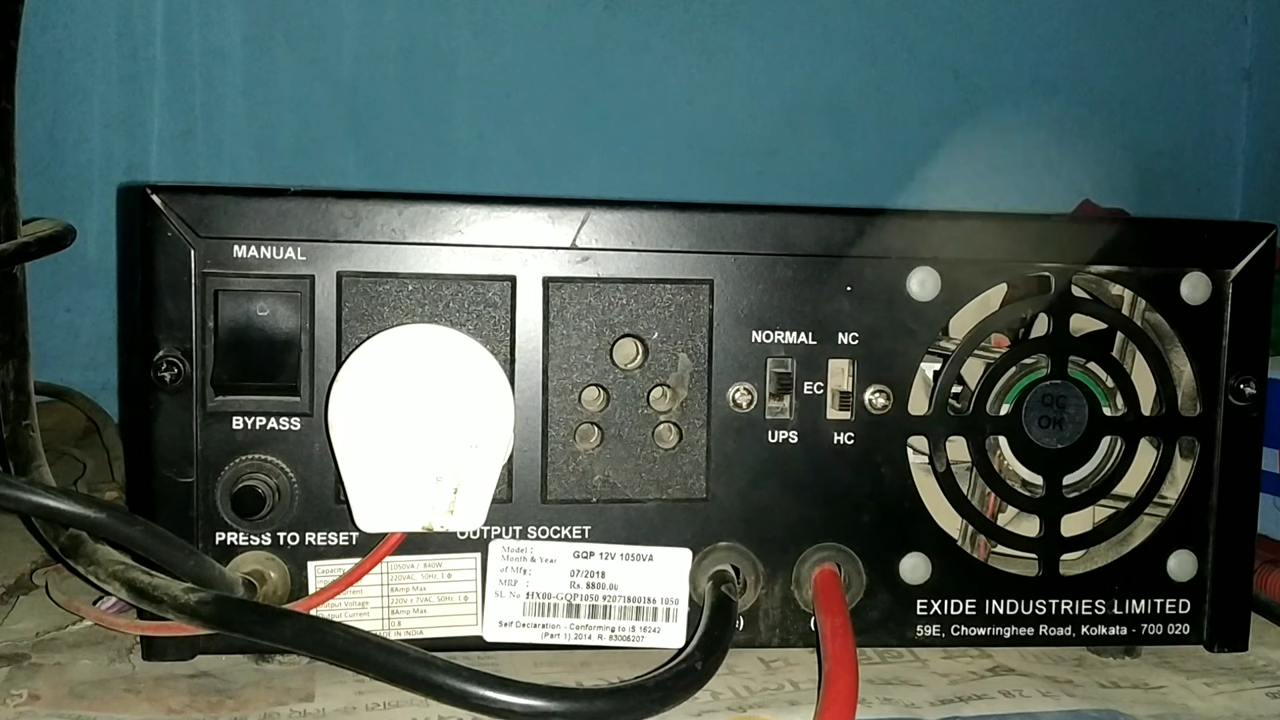 MANUAL
BYPASS
PRESS TO RESET
OUTPUT SOCKET
NORMAL NC
EC
UPS HC
QC
OK
Capacity 1050VA / 840W
220VAC, 50Hz, 1 Φ
Current 8Amp Max
Output Voltage 220V ± 7VAC, 50Hz, 1 Φ
Output Current 8Amp Max.
0.8
MADE IN INDIA
Model : GQP 12V 1050VA
Month & Year
of Mfg: 07/2018
MRP : Rs. 8800.00
SL No : HX00-GQP1050 92071800186 1050
Self Declaration - Conforming to IS 16242
(Part 1) 2014, R- 83006207
EXIDE INDUSTRIES LIMITED
59E, Chowringhee Road, Kolkata - 700 020